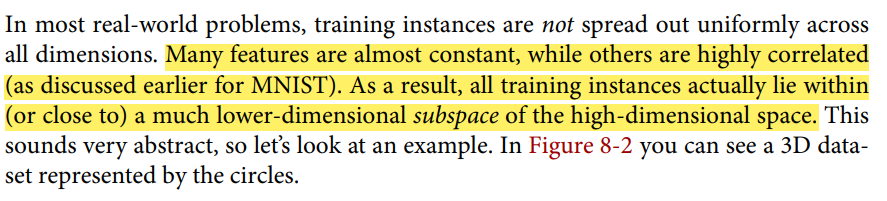 In most real-world problems, training instances are not spread out uniformly across
all dimensions. Many features are almost constant, while others are highly correlated
(as discussed earlier for MNIST). As a result, all training instances actually lie within
(or close to) a much lower-dimensional subspace of the high-dimensional space. This
sounds very abstract, so let’s look at an example. In Figure 8-2 you can see a 3D data‐
set represented by the circles.